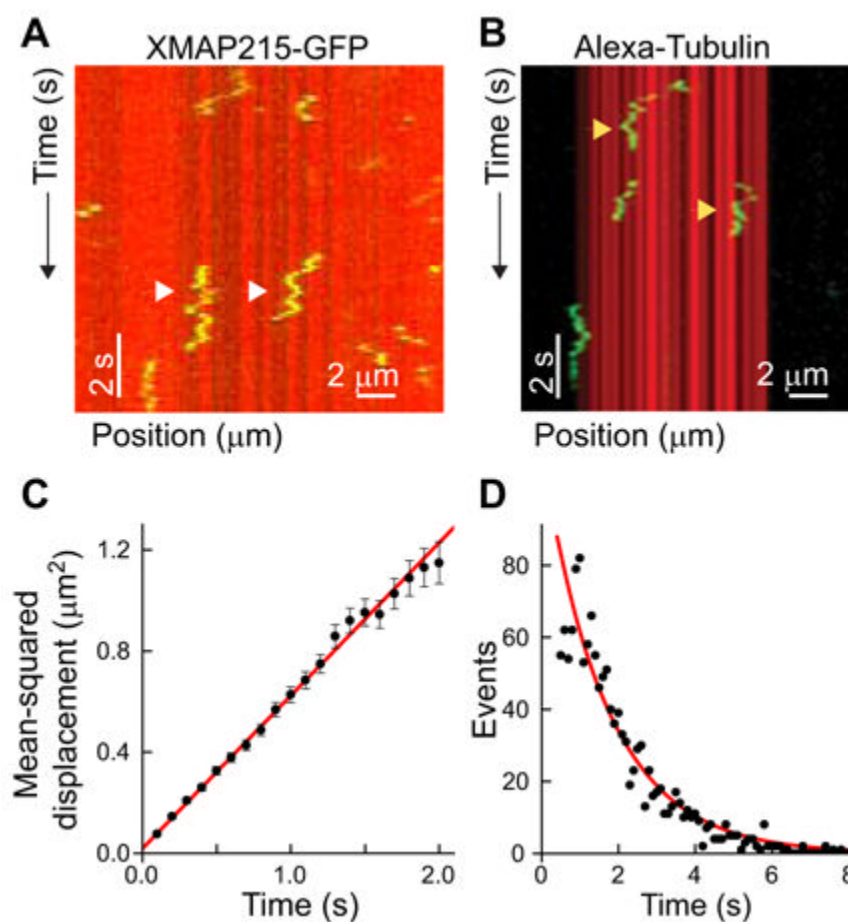 A
XMAP215-GFP
Time (s)
2 s
2 μm
Position (μm)
B
Alexa-Tubulin
Time (s)
2 s
2 μm
Position (μm)
C
Mean-squared
displacement (μm²)
1.2
0.8
0.4
0.0
0.0
1.0
2.0
Time (s)
D
Events
80
60
40
20
0
0
2
4
6
8
Time (s)